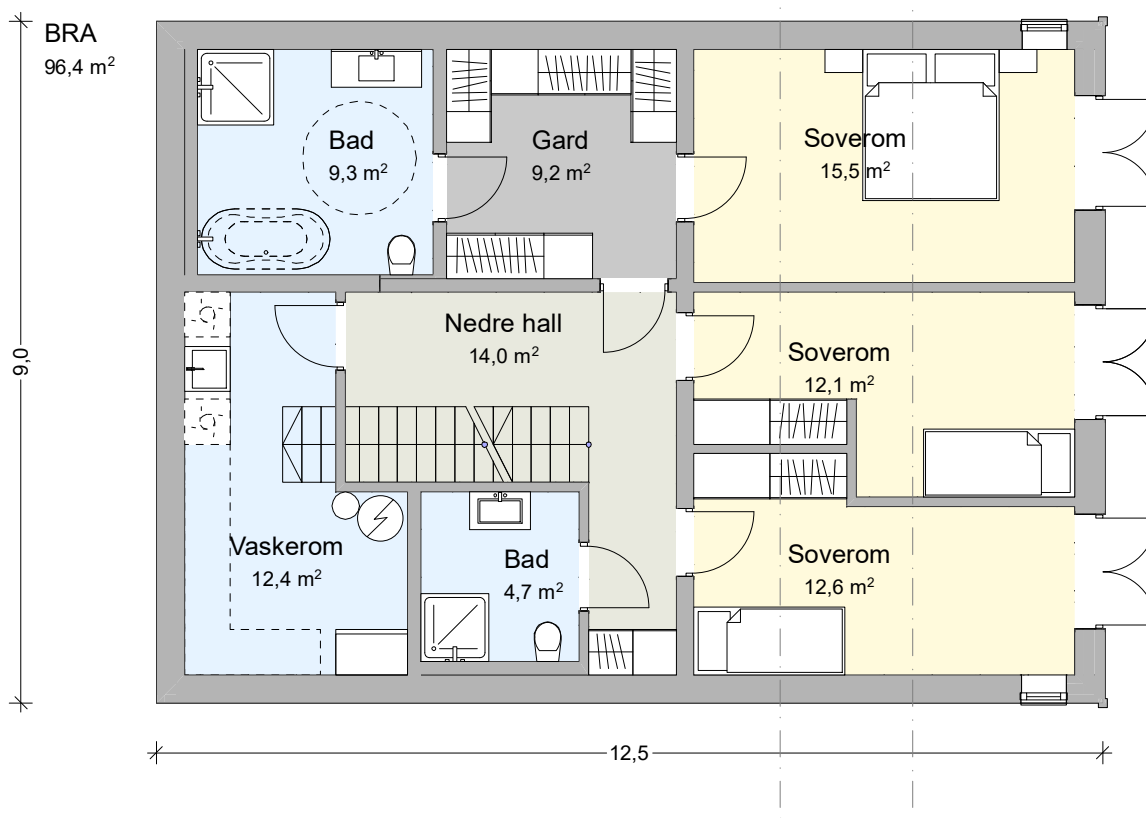 BRA
96,4 m²
Bad
9,3 m²
Gard
9,2 m²
Soverom
15,5 m²
Nedre hall
14,0 m²
Soverom
12,1 m²
9,0
Vaskerom
12,4 m²
Bad
4,7 m²
Soverom
12,6 m²
12,5